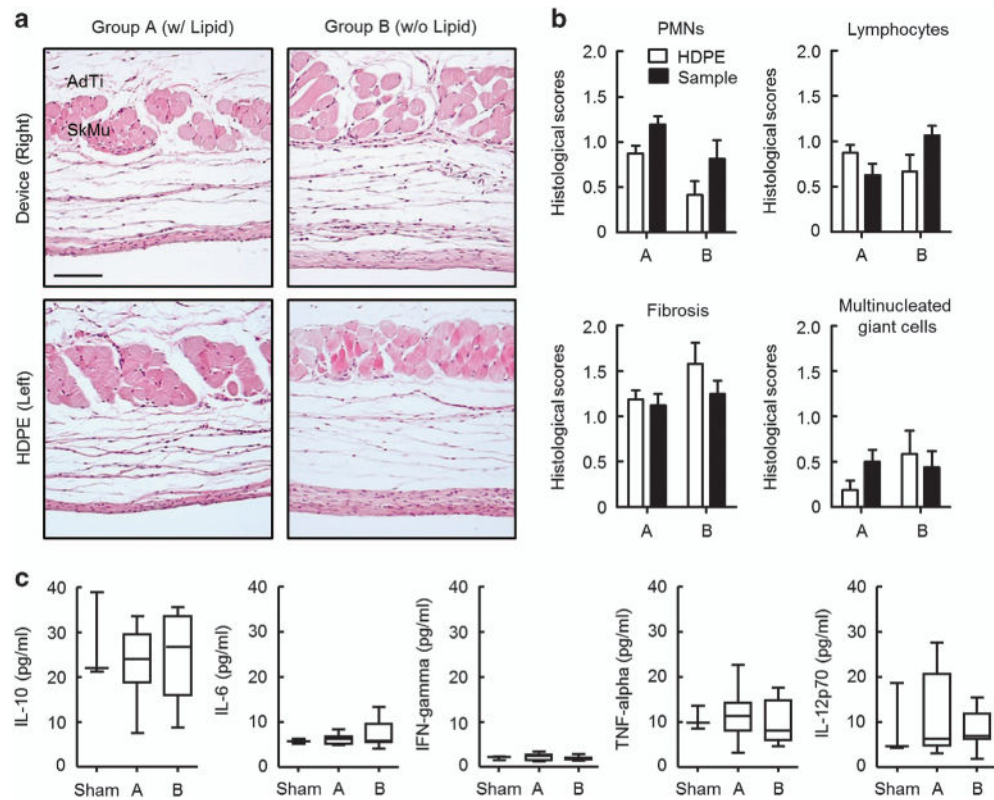 a
Group A (w/ Lipid)
Group B (w/o Lipid)
Device (Right)
AdTi
SkMu
HDPE (Left)
b
PMNs
Histological scores
2.0
1.5
1.0
0.5
0
HDPE
Sample
A
B
Lymphocytes
Histological scores
2.0
1.5
1.0
0.5
0
A
B
Fibrosis
Histological scores
2.0
1.5
1.0
0.5
0
A
B
Multinucleated
giant cells
Histological scores
2.0
1.5
1.0
0.5
0
A
B
c
IL-10 (pg/ml)
40
30
20
10
0
Sham A B
IL-6 (pg/ml)
40
30
20
10
0
Sham A B
IFN-gamma (pg/ml)
40
30
20
10
0
Sham A B
TNF-alpha (pg/ml)
40
30
20
10
0
Sham A B
IL-12p70 (pg/ml)
40
30
20
10
0
Sham A B